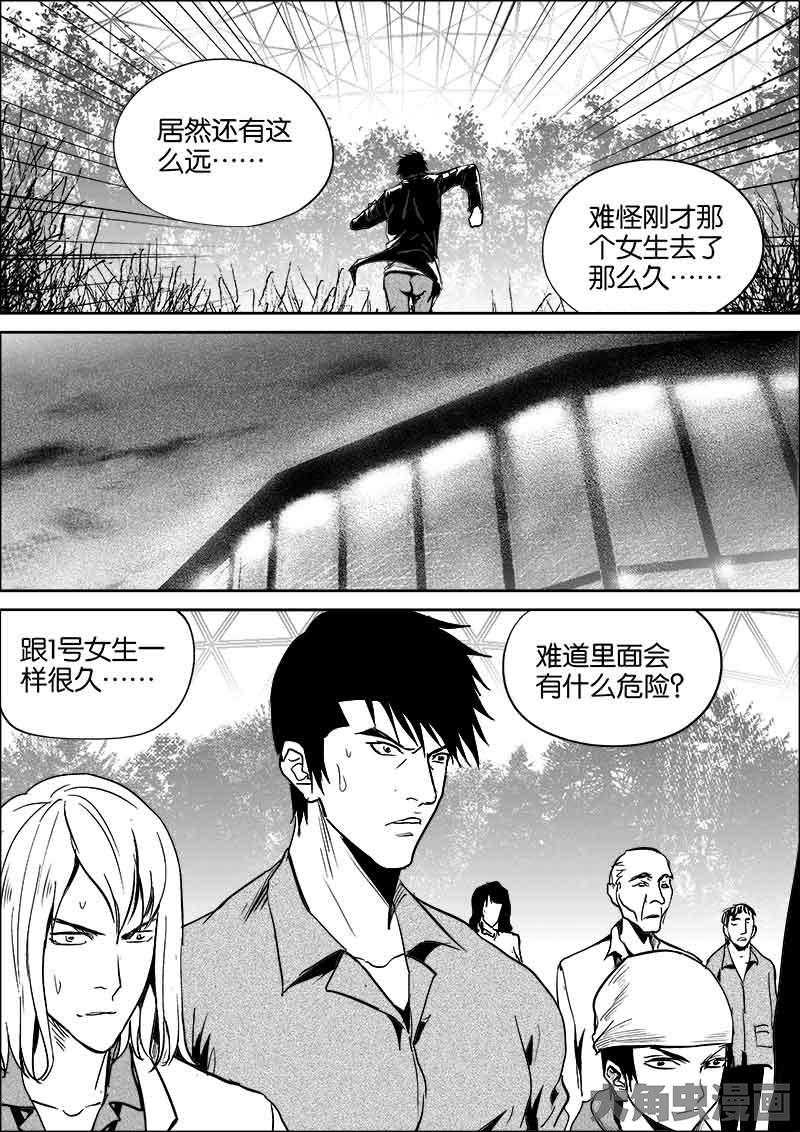 居然还有这
么远……
难怪刚才那
个女生去了
那么久……
跟1号女生一
样很久……
难道里面会
有什么危险？
大角虫漫画